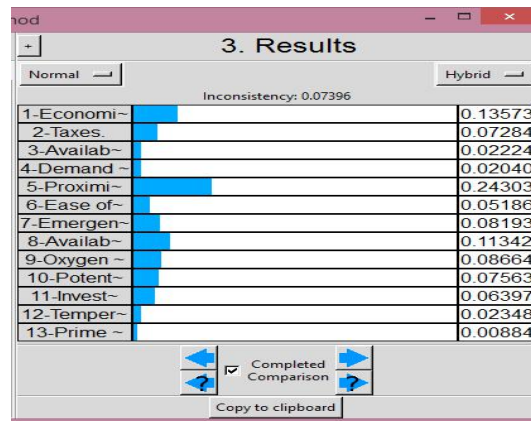 nod
+ 3. Results
Normal Hybrid
Inconsistency: 0.07396
1-Economi~ 0.13573
2-Taxes. 0.07284
3-Availab~ 0.02224
4-Demand ~ 0.02040
5-Proximi~ 0.24303
6-Ease of~ 0.05186
7-Emergen~ 0.08193
8-Availab~ 0.11342
9-Oxygen ~ 0.08664
10-Potent~ 0.07563
11-Invest~ 0.06397
12-Temper~ 0.02348
13-Prime ~ 0.00884
Completed
Comparison
? ?
Copy to clipboard